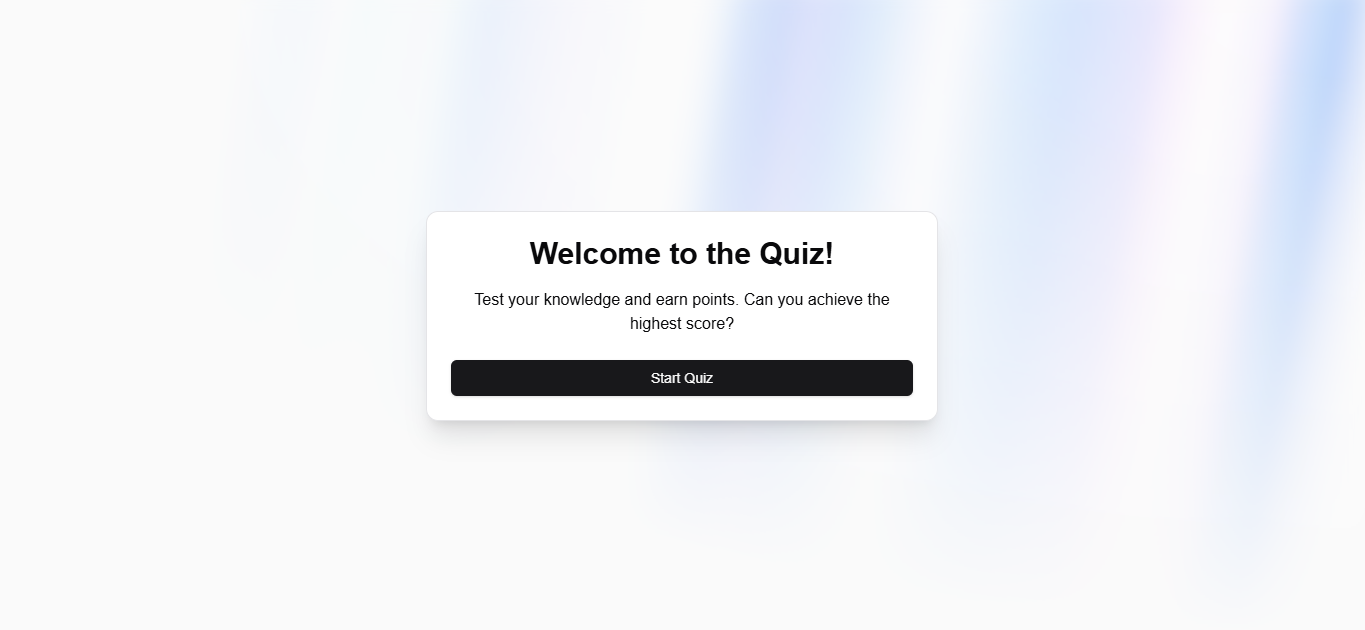 Welcome to the Quiz!
Test your knowledge and earn points. Can you achieve the
highest score?
Start Quiz